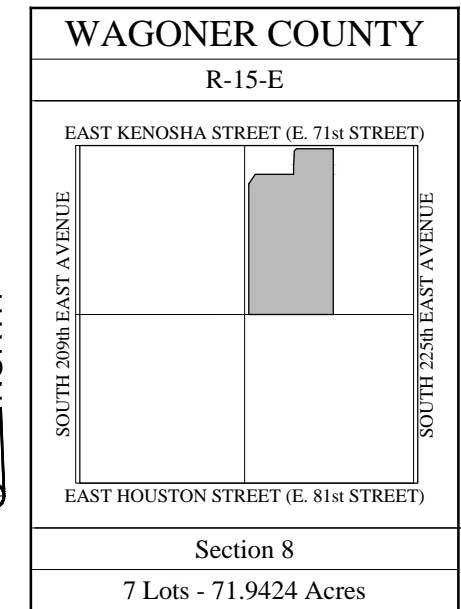 WAGONER COUNTY
R-15-E
EAST KENOSHA STREET (E. 71st STREET)
SOUTH 209th EAST AVENUE
SOUTH 225th EAST AVENUE
EAST HOUSTON STREET (E. 81st STREET)
Section 8
7 Lots - 71.9424 Acres